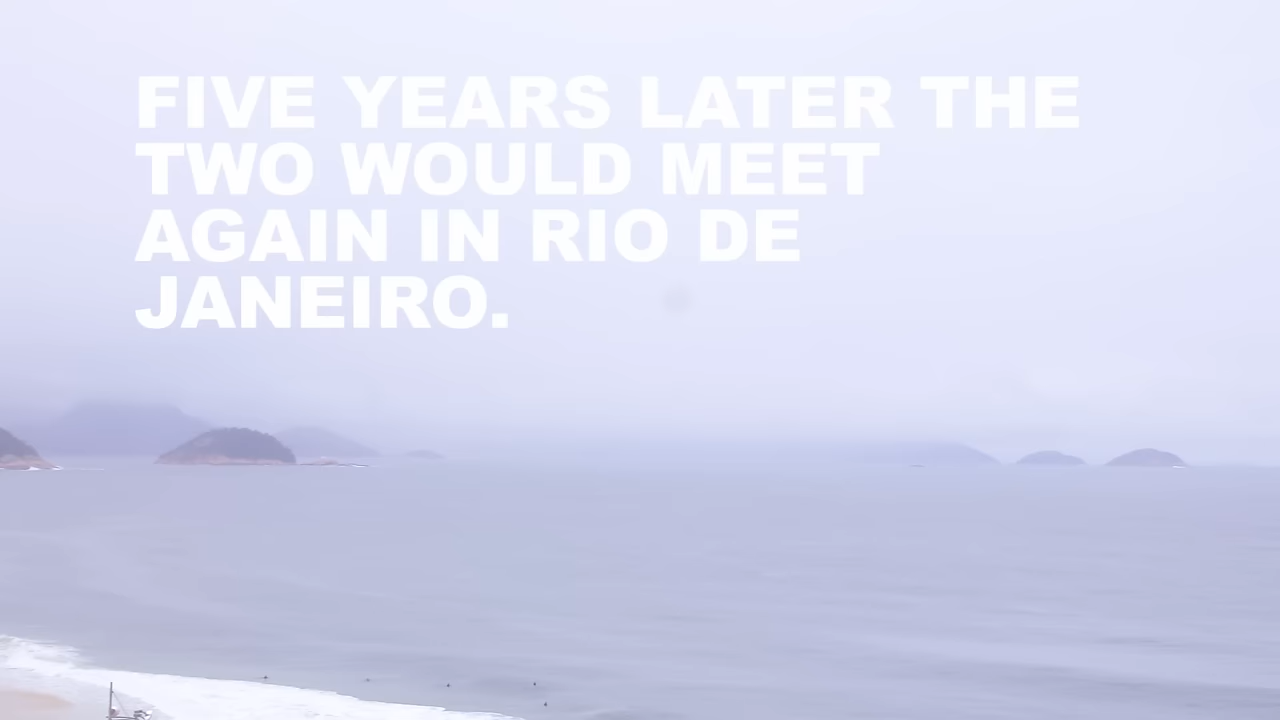 FIVE YEARS LATER THE
TWO WOULD MEET
AGAIN IN RIO DE
JANEIRO.